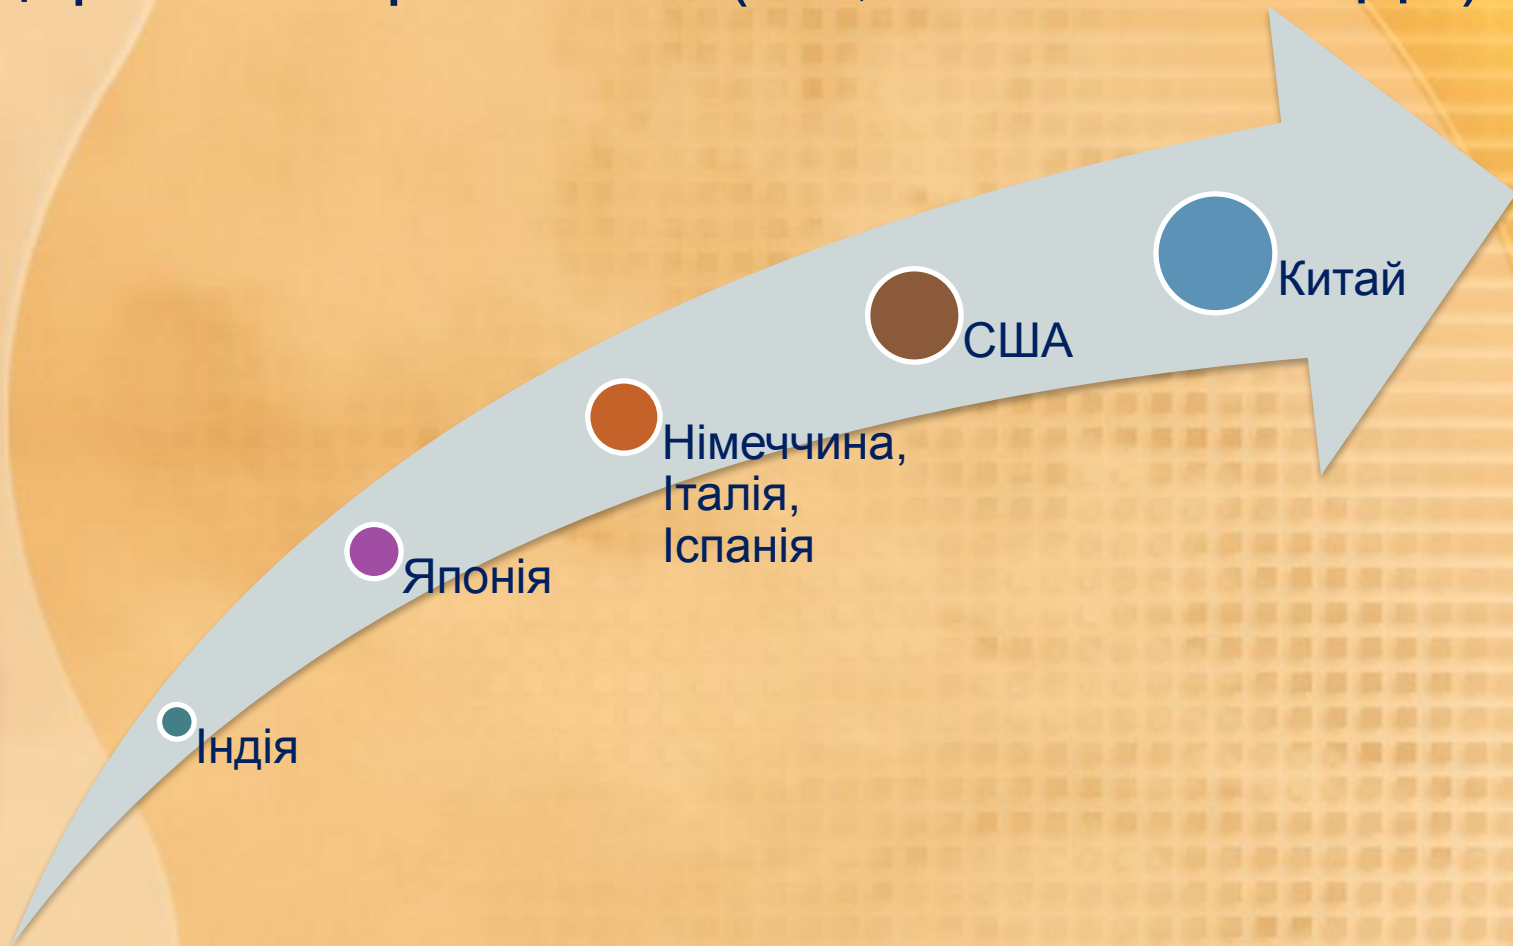 Китай
США
Німеччина,
Італія,
Іспанія
Японія
Індія